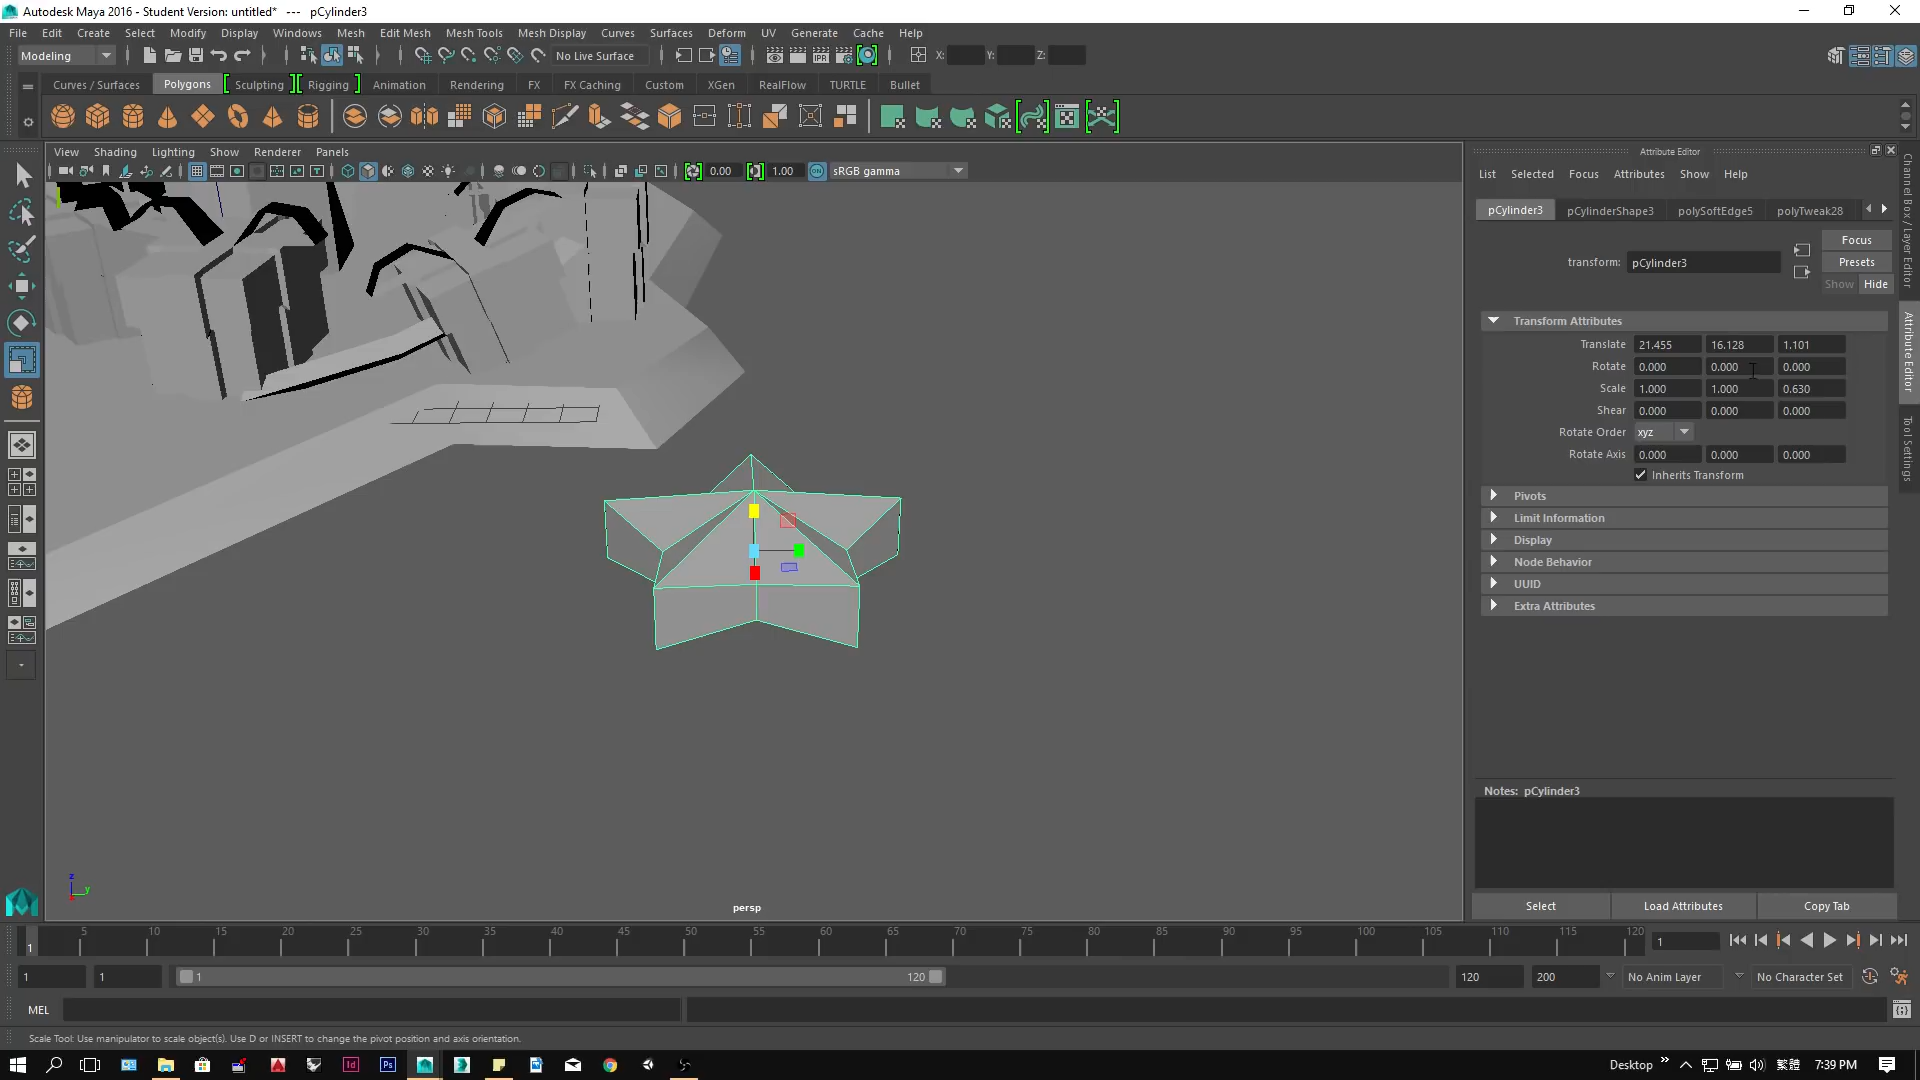 Autodesk Maya 2016 - Student Version: untitled*   ---   pCylinder3
File Edit Create Select Modify Display Windows Mesh Edit Mesh Mesh Tools Mesh Display Curves Surfaces Deform UV Generate Cache Help
Modeling No Live Surface X: Y: Z:
Curves / Surfaces Polygons Sculpting Rigging Animation Rendering FX FX Caching Custom XGen RealFlow TURTLE Bullet
View Shading Lighting Show Renderer Panels
0.00 1.00 sRGB gamma
Attribute Editor
List Selected Focus Attributes Show Help
pCylinder3 pCylinderShape3 polySoftEdge5 polyTweak28
Focus
transform: pCylinder3 Presets
Show Hide
Transform Attributes
Translate 21.455 16.128 1.101
Rotate 0.000 0.000 0.000
Scale 1.000 1.000 0.630
Shear 0.000 0.000 0.000
Rotate Order xyz
Rotate Axis 0.000 0.000 0.000
Inherits Transform
Pivots
Limit Information
Display
Node Behavior
UUID
Extra Attributes
Notes: pCylinder3
Select Load Attributes Copy Tab
Channel Box / Layer Editor
Attribute Editor
Tool Settings
z
y
persp
1 5 10 15 20 25 30 35 40 45 50 55 60 65 70 75 80 85 90 95 100 105 110 115 120 1
1 1 1 120 120 200 No Anim Layer No Character Set
MEL
Scale Tool: Use manipulator to scale object(s). Use D or INSERT to change the pivot position and axis orientation.
Desktop 繁體 7:39 PM